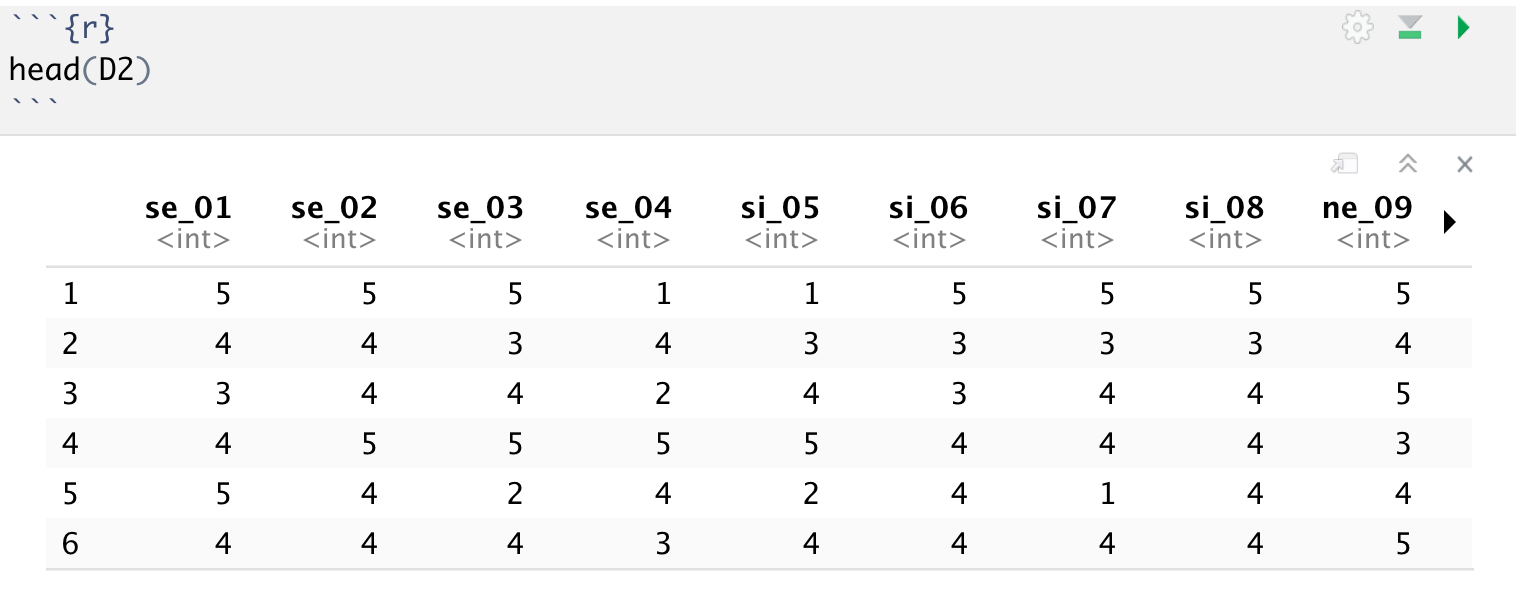 ```{r}
head(D2)
```
se_01 se_02 se_03 se_04 si_05 si_06 si_07 si_08 ne_09
<int> <int> <int> <int> <int> <int> <int> <int> <int>
1 5 5 5 1 1 5 5 5 5
2 4 4 3 4 3 3 3 3 4
3 3 4 4 2 4 3 4 4 5
4 4 5 5 5 5 4 4 4 3
5 5 4 2 4 2 4 1 4 4
6 4 4 4 3 4 4 4 4 5